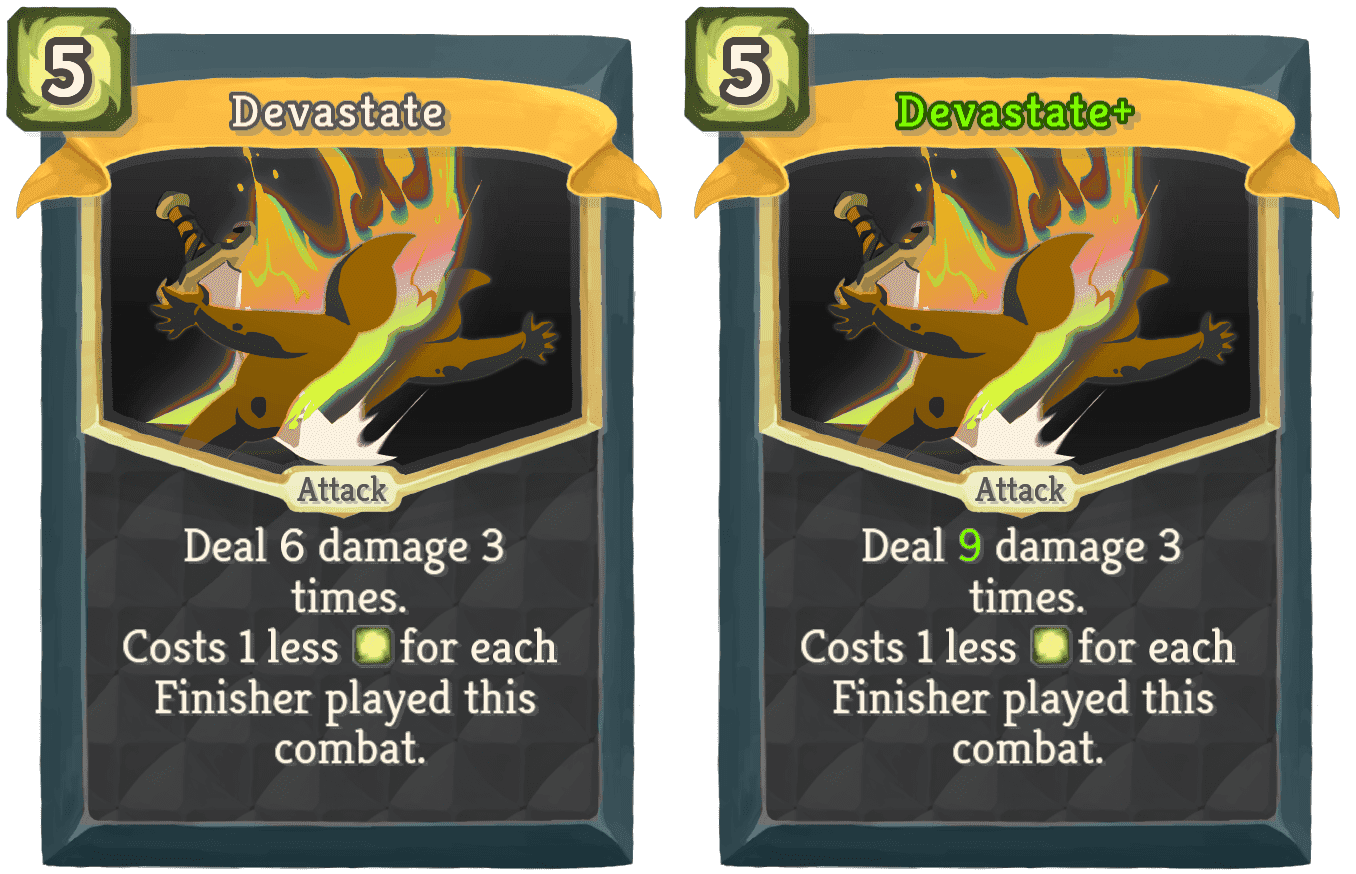 5
Devastate
Attack
Deal 6 damage 3
times.
Costs 1 less for each
Finisher played this
combat.
5
Devastate+
Attack
Deal 9 damage 3
times.
Costs 1 less for each
Finisher played this
combat.